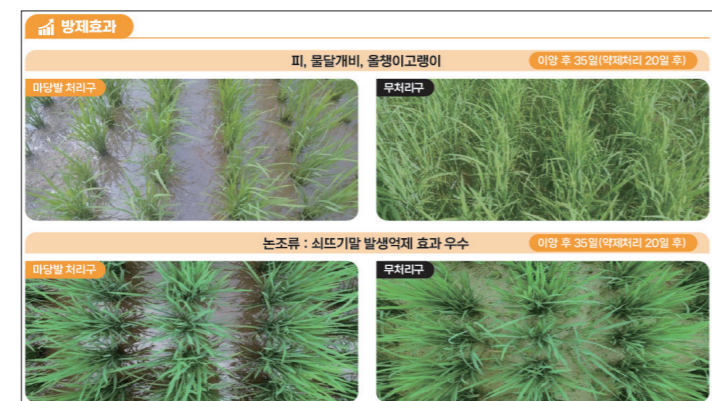 방제효과
피, 물달개비, 올챙이고랭이
이앙 후 35일(약제처리 20일 후)
마당발 처리구
무처리구
논조류 : 쇠뜨기말 발생억제 효과 우수
이앙 후 35일(약제처리 20일 후)
마당발 처리구
무처리구